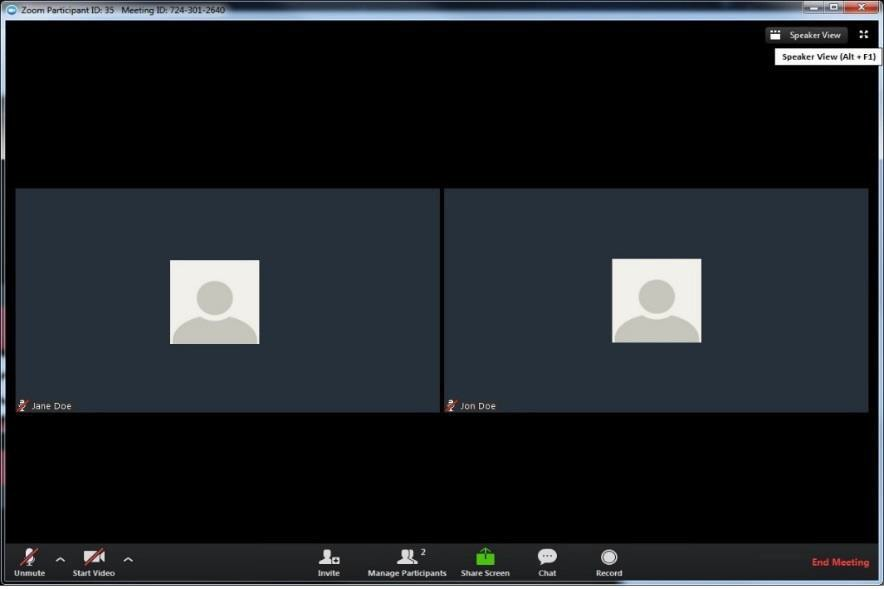 Zoom Participant ID: 35 Meeting ID: 724-301-2640
Speaker View
Speaker View (Alt + F1)
Jane Doe
Jon Doe
2
Unmute
Start Video
Invite
Manage Participants
Share Screen
Chat
Record
End Meeting